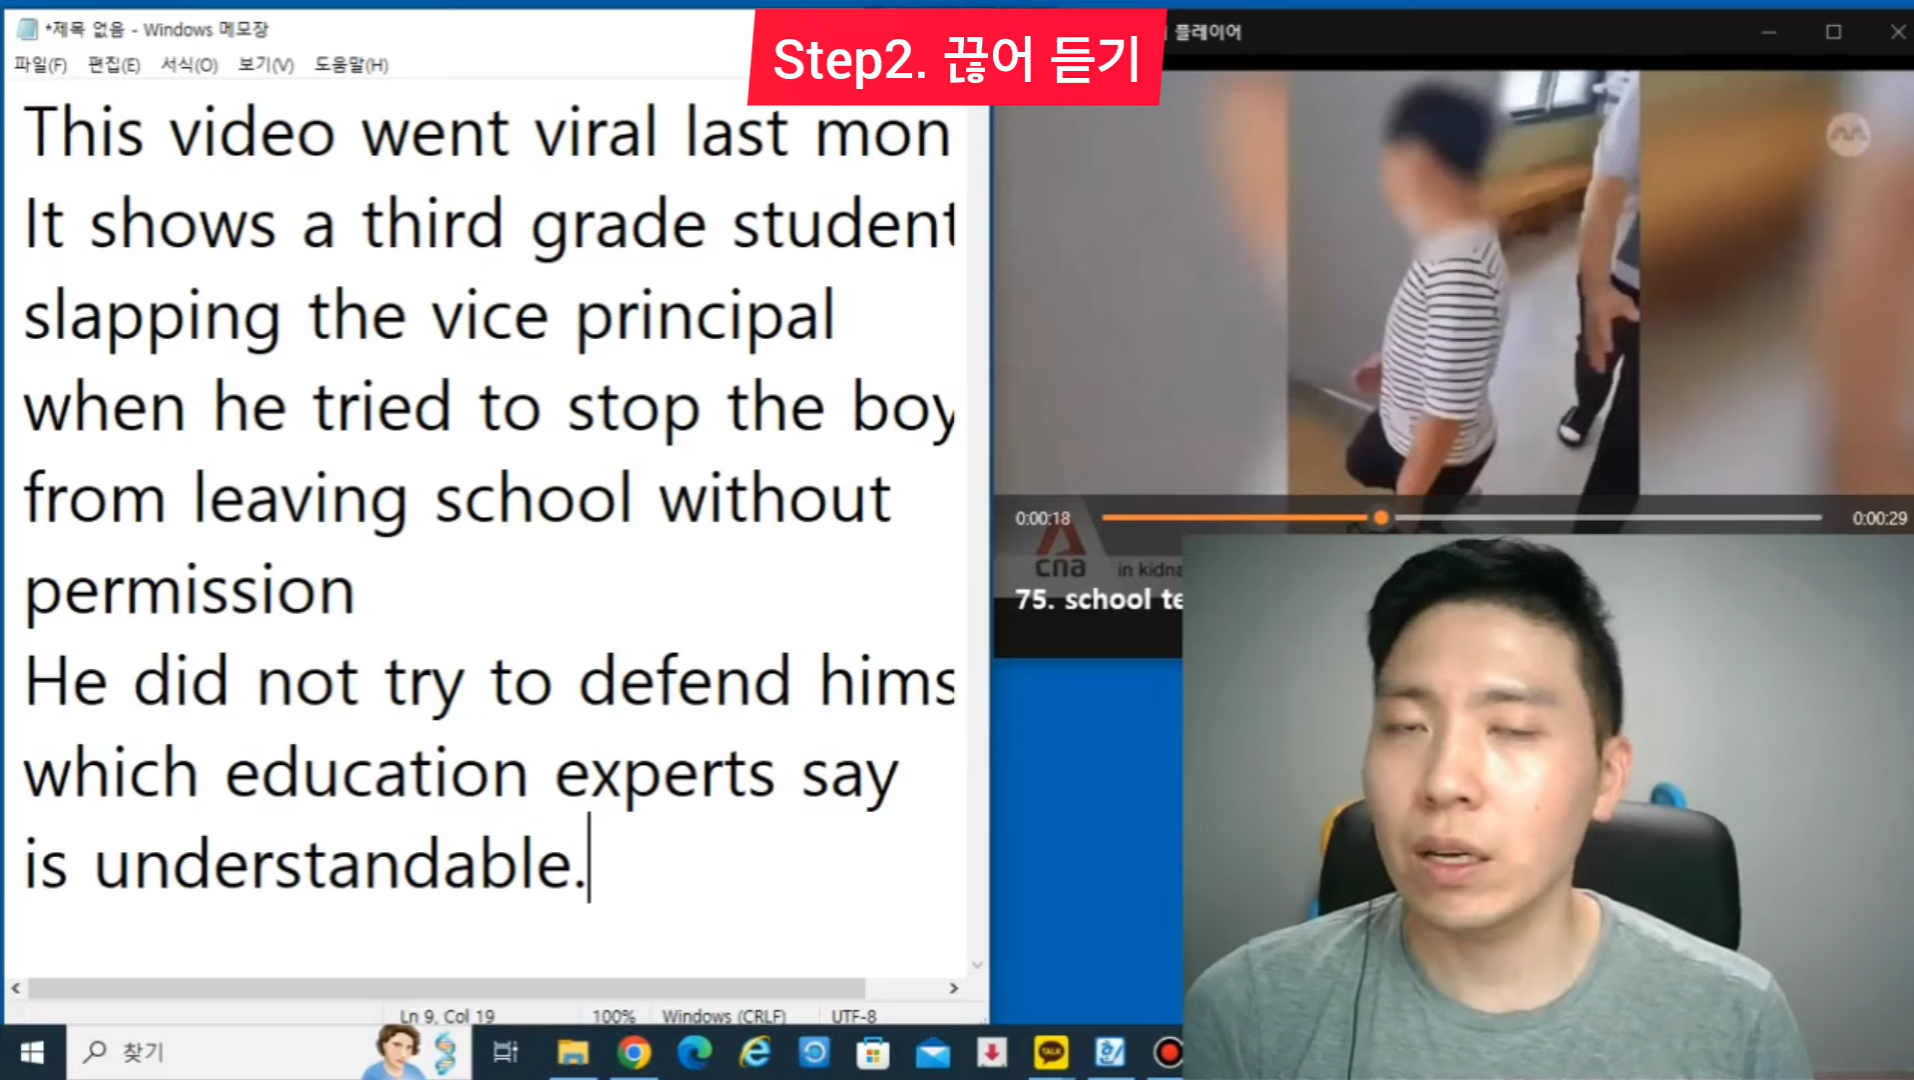 *제목 없음 - Windows 메모장
파일(F) 편집(E) 서식(O) 보기(V) 도움말(H)
Step2. 끊어 듣기
플레이어
This video went viral last mon
It shows a third grade student
slapping the vice principal
when he tried to stop the boy
from leaving school without
permission
He did not try to defend hims
which education experts say
is understandable.
Ln 9, Col 19 100% Windows (CRLF) UTF-8
0:00:18 0:00:29
cna in kidna
75. school te
찾기
TALK